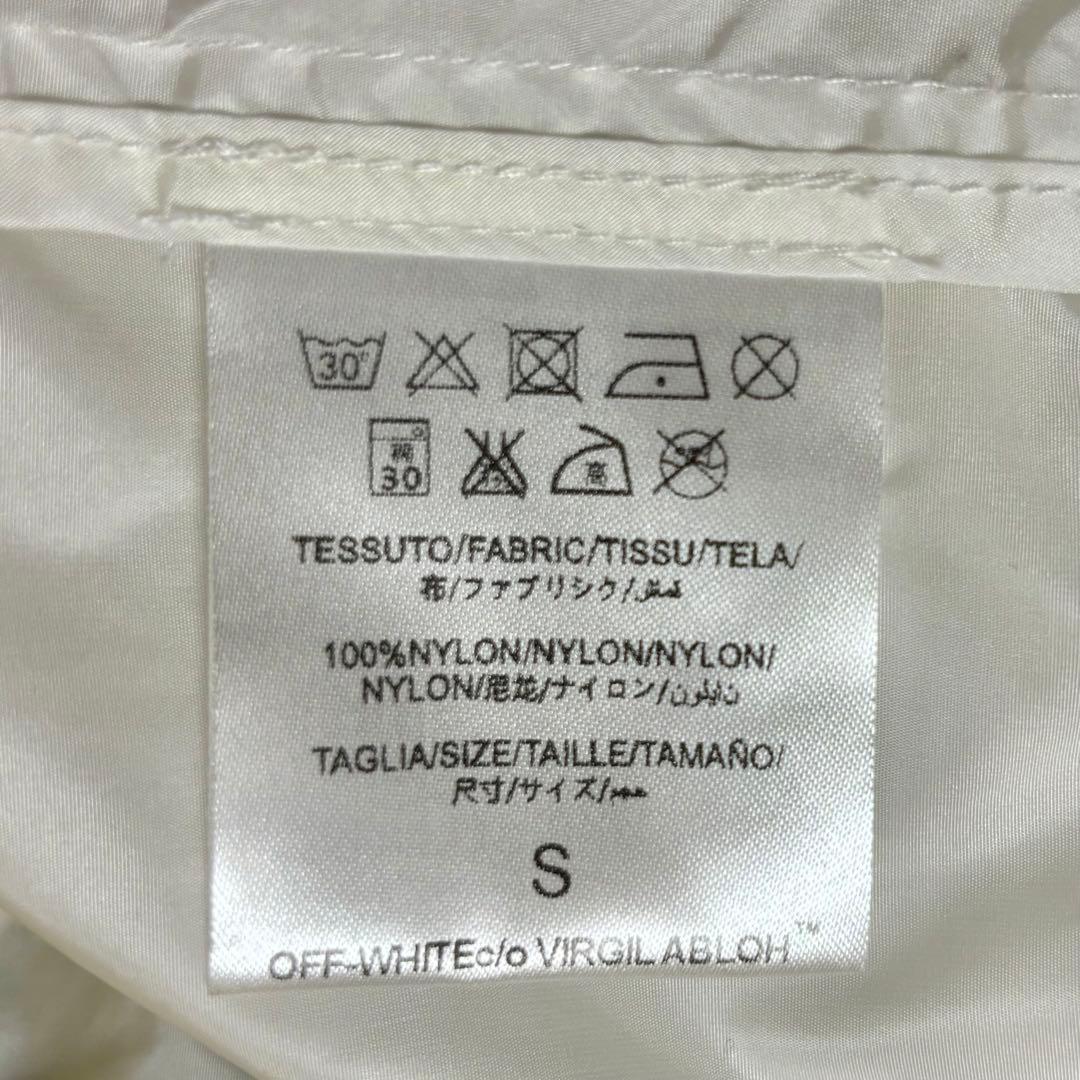 30°
綿
30
高
TESSUTO/FABRIC/TISSU/TELA/
布/ファブリシク/
100%NYLON/NYLON/NYLON/
NYLON/尼龙/ナイロン/نايلون
TAGLIA/SIZE/TAILLE/TAMAÑO/
尺寸/サイズ/
S
OFF-WHITEc/o VIRGIL ABLOH™